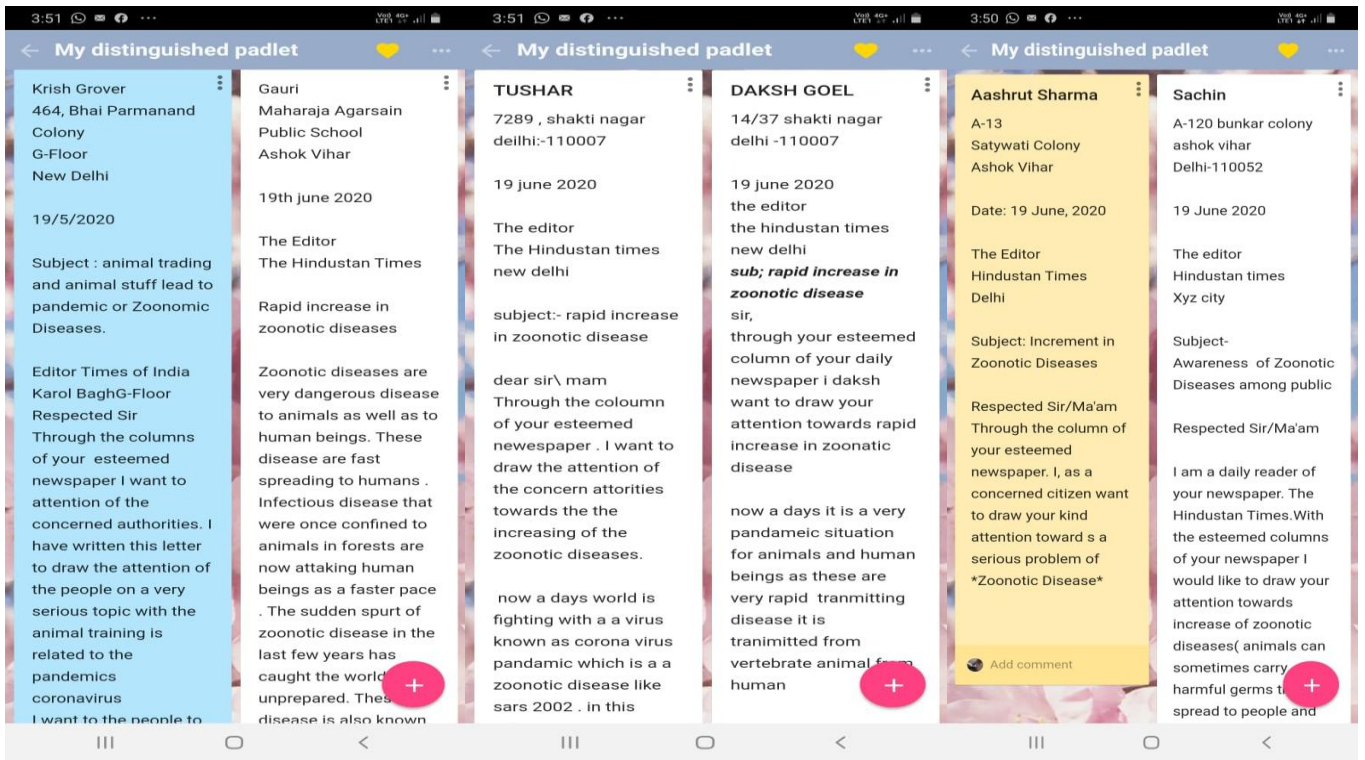 3:51
VoⱠ 4G+
LTE1
My distinguished padlet
Krish Grover
464, Bhai Parmanand
Colony
G-Floor
New Delhi
19/5/2020
Subject : animal trading
and animal stuff lead to
pandemic or Zoonomic
Diseases.
Editor Times of India
Karol BaghG-Floor
Respected Sir
Through the columns
of your esteemed
newspaper I want to
attention of the
concerned authorities. I
have written this letter
to draw the attention of
the people on a very
serious topic with the
animal training is
related to the
pandemics
coronavirus
I want to the people to
Gauri
Maharaja Agarsain
Public School
Ashok Vihar
19th june 2020
The Editor
The Hindustan Times
Rapid increase in
zoonotic diseases
Zoonotic diseases are
very dangerous disease
to animals as well as to
human beings. These
disease are fast
spreading to humans .
Infectious disease that
were once confined to
animals in forests are
now attaking human
beings as a faster pace
. The sudden spurt of
zoonotic disease in the
last few years has
caught the world
unprepared.
disease is also known
3:51
4G+
LTE1
My distinguished padlet
TUSHAR
7289 , shakti nagar
deilhi:-110007
19 june 2020
The editor
The Hindustan times
new delhi
subject:- rapid increase
in zoonotic disease
dear sir\ mam
Through the coloumn
of your esteemed
newespaper . I want to
draw the attention of
the concern attorities
towards the the
increasing of the
zoonotic diseases.
now a days world is
fighting with a a virus
known as corona virus
pandamic which is a a
zoonotic disease like
sars 2002 . in this
DAKSH GOEL
14/37 shakti nagar
delhi -110007
19 june 2020
the editor
the hindustan times
new delhi
sub; rapid increase in
zoonotic disease
sir,
through your esteemed
column of your daily
newspaper i daksh
want to draw your
attention towards rapid
increase in zoonatic
disease
now a days it is a very
pandameic situation
for animals and human
beings as these are
very rapid tranmitting
disease it is
tranimitted from
vertebrate animal from
human
3:50
4G+
LTE1
My distinguished padlet
Aashrut Sharma
A-13
Satywati Colony
Ashok Vihar
Date: 19 June, 2020
The Editor
Hindustan Times
Delhi
Subject: Increment in
Zoonotic Diseases
Respected Sir/Ma'am
Through the column of
your esteemed
newspaper. I, as a
concerned citizen want
to draw your kind
attention toward s a
serious problem of
*Zoonotic Disease*
Add comment
Sachin
A-120 bunkar colony
ashok vihar
Delhi-110052
19 June 2020
The editor
Hindustan times
Xyz city
Subject-
Awareness of Zoonotic
Diseases among public
Respected Sir/Ma'am
I am a daily reader of
your newspaper. The
Hindustan Times.With
the esteemed columns
of your newspaper I
would like to draw your
attention towards
increase of zoonotic
diseases( animals can
sometimes carry
harmful germs
spread to people and